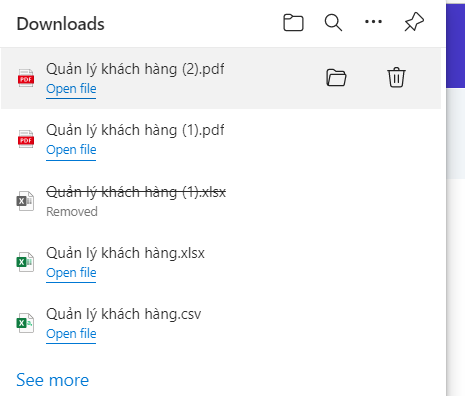 Downloads
Quản lý khách hàng (2).pdf
Open file
Quản lý khách hàng (1).pdf
Open file
Quản lý khách hàng (1).xlsx
Removed
Quản lý khách hàng.xlsx
Open file
Quản lý khách hàng.csv
Open file
See more